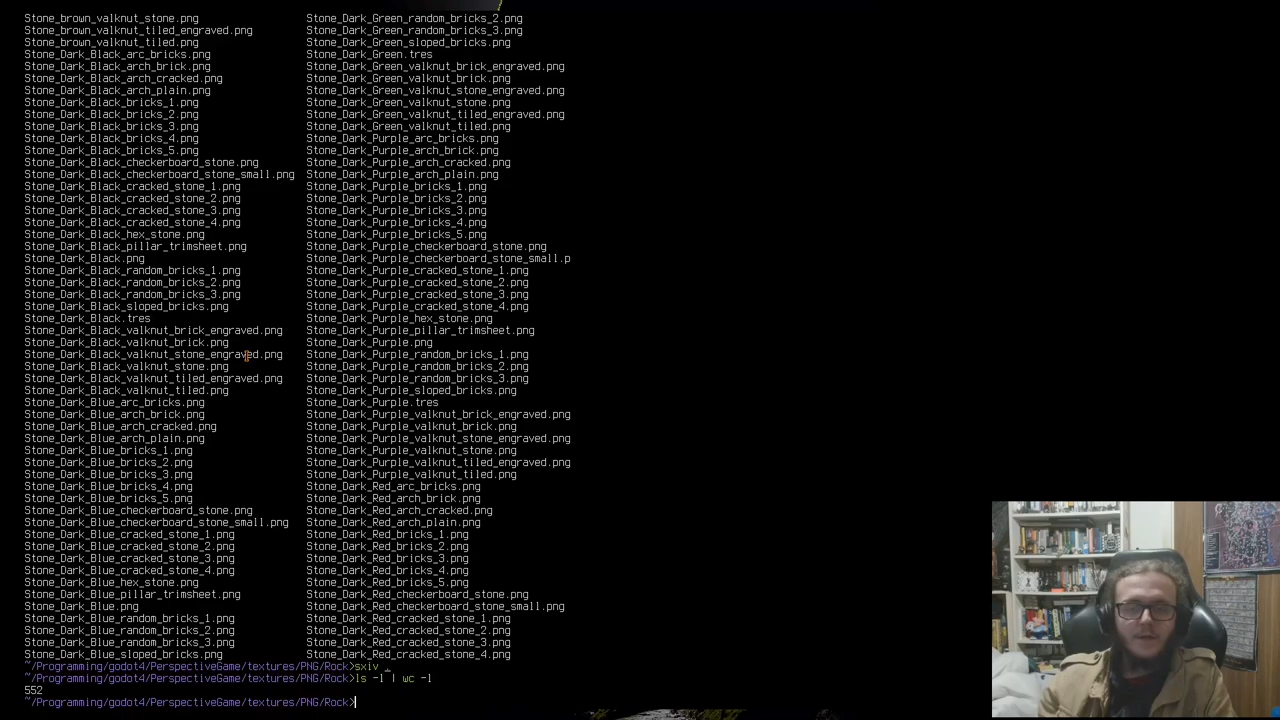 Stone_brown_valknut_stone.png
Stone_brown_valknut_tiled_engraved.png
Stone_brown_valknut_tiled.png
Stone_Dark_Black_arc_bricks.png
Stone_Dark_Black_arch_brick.png
Stone_Dark_Black_arch_cracked.png
Stone_Dark_Black_arch_plain.png
Stone_Dark_Black_bricks_1.png
Stone_Dark_Black_bricks_2.png
Stone_Dark_Black_bricks_3.png
Stone_Dark_Black_bricks_4.png
Stone_Dark_Black_bricks_5.png
Stone_Dark_Black_checkerboard_stone.png
Stone_Dark_Black_checkerboard_stone_small.png
Stone_Dark_Black_cracked_stone_1.png
Stone_Dark_Black_cracked_stone_2.png
Stone_Dark_Black_cracked_stone_3.png
Stone_Dark_Black_cracked_stone_4.png
Stone_Dark_Black_hex_stone.png
Stone_Dark_Black_pillar_trimsheet.png
Stone_Dark_Black.png
Stone_Dark_Black_random_bricks_1.png
Stone_Dark_Black_random_bricks_2.png
Stone_Dark_Black_random_bricks_3.png
Stone_Dark_Black_sloped_bricks.png
Stone_Dark_Black.tres
Stone_Dark_Black_valknut_brick_engraved.png
Stone_Dark_Black_valknut_brick.png
Stone_Dark_Black_valknut_stone_engraved.png
Stone_Dark_Black_valknut_stone.png
Stone_Dark_Black_valknut_tiled_engraved.png
Stone_Dark_Black_valknut_tiled.png
Stone_Dark_Blue_arc_bricks.png
Stone_Dark_Blue_arch_brick.png
Stone_Dark_Blue_arch_cracked.png
Stone_Dark_Blue_arch_plain.png
Stone_Dark_Blue_bricks_1.png
Stone_Dark_Blue_bricks_2.png
Stone_Dark_Blue_bricks_3.png
Stone_Dark_Blue_bricks_4.png
Stone_Dark_Blue_bricks_5.png
Stone_Dark_Blue_checkerboard_stone.png
Stone_Dark_Blue_checkerboard_stone_small.png
Stone_Dark_Blue_cracked_stone_1.png
Stone_Dark_Blue_cracked_stone_2.png
Stone_Dark_Blue_cracked_stone_3.png
Stone_Dark_Blue_cracked_stone_4.png
Stone_Dark_Blue_hex_stone.png
Stone_Dark_Blue_pillar_trimsheet.png
Stone_Dark_Blue.png
Stone_Dark_Blue_random_bricks_1.png
Stone_Dark_Blue_random_bricks_2.png
Stone_Dark_Blue_random_bricks_3.png
Stone_Dark_Blue_sloped_bricks.png
Stone_Dark_Green_random_bricks_2.png
Stone_Dark_Green_random_bricks_3.png
Stone_Dark_Green_sloped_bricks.png
Stone_Dark_Green.tres
Stone_Dark_Green_valknut_brick_engraved.png
Stone_Dark_Green_valknut_brick.png
Stone_Dark_Green_valknut_stone_engraved.png
Stone_Dark_Green_valknut_stone.png
Stone_Dark_Green_valknut_tiled_engraved.png
Stone_Dark_Green_valknut_tiled.png
Stone_Dark_Purple_arc_bricks.png
Stone_Dark_Purple_arch_brick.png
Stone_Dark_Purple_arch_cracked.png
Stone_Dark_Purple_arch_plain.png
Stone_Dark_Purple_bricks_1.png
Stone_Dark_Purple_bricks_2.png
Stone_Dark_Purple_bricks_3.png
Stone_Dark_Purple_bricks_4.png
Stone_Dark_Purple_bricks_5.png
Stone_Dark_Purple_checkerboard_stone.png
Stone_Dark_Purple_checkerboard_stone_small.p
Stone_Dark_Purple_cracked_stone_1.png
Stone_Dark_Purple_cracked_stone_2.png
Stone_Dark_Purple_cracked_stone_3.png
Stone_Dark_Purple_cracked_stone_4.png
Stone_Dark_Purple_hex_stone.png
Stone_Dark_Purple_pillar_trimsheet.png
Stone_Dark_Purple.png
Stone_Dark_Purple_random_bricks_1.png
Stone_Dark_Purple_random_bricks_2.png
Stone_Dark_Purple_random_bricks_3.png
Stone_Dark_Purple_sloped_bricks.png
Stone_Dark_Purple.tres
Stone_Dark_Purple_valknut_brick_engraved.png
Stone_Dark_Purple_valknut_brick.png
Stone_Dark_Purple_valknut_stone_engraved.png
Stone_Dark_Purple_valknut_stone.png
Stone_Dark_Purple_valknut_tiled_engraved.png
Stone_Dark_Purple_valknut_tiled.png
Stone_Dark_Red_arc_bricks.png
Stone_Dark_Red_arch_brick.png
Stone_Dark_Red_arch_cracked.png
Stone_Dark_Red_arch_plain.png
Stone_Dark_Red_bricks_1.png
Stone_Dark_Red_bricks_2.png
Stone_Dark_Red_bricks_3.png
Stone_Dark_Red_bricks_4.png
Stone_Dark_Red_bricks_5.png
Stone_Dark_Red_checkerboard_stone.png
Stone_Dark_Red_checkerboard_stone_small.png
Stone_Dark_Red_cracked_stone_1.png
Stone_Dark_Red_cracked_stone_2.png
Stone_Dark_Red_cracked_stone_3.png
Stone_Dark_Red_cracked_stone_4.png
~/Programming/godot4/PerspectiveGame/textures/PNG/Rock>sxiv .
~/Programming/godot4/PerspectiveGame/textures/PNG/Rock>ls -l | wc -l
552
~/Programming/godot4/PerspectiveGame/textures/PNG/Rock>